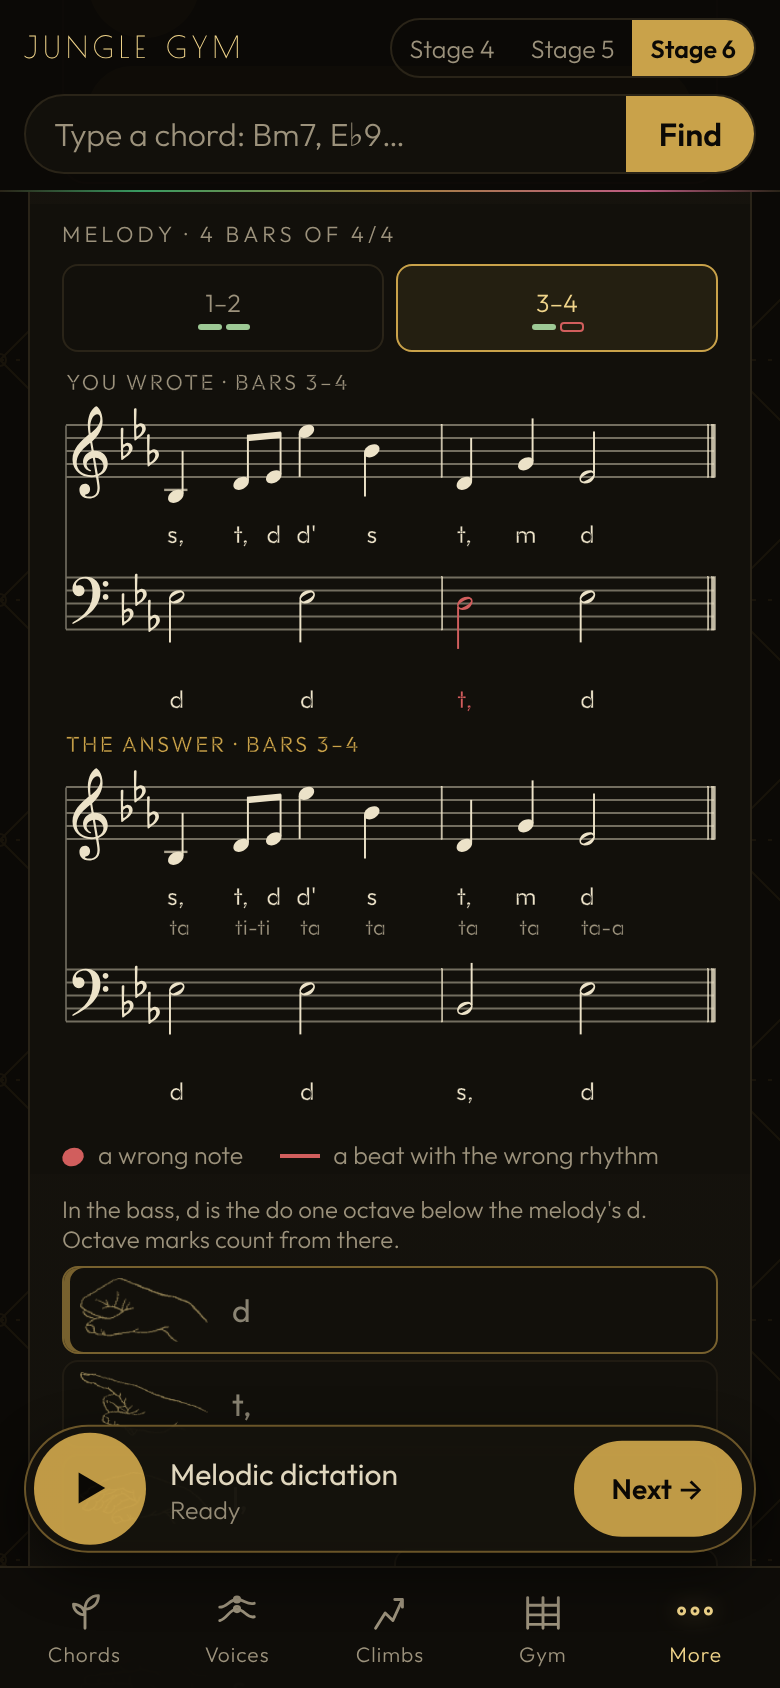 JUNGLE GYM
Stage 4 Stage 5 Stage 6
Type a chord: Bm7, E♭9... Find
MELODY · 4 BARS OF 4/4
1–2 3–4
YOU WROTE · BARS 3–4
s, t, d d' s t, m d
d d t, d
THE ANSWER · BARS 3–4
s, t, d d' s t, m d
ta ti-ti ta ta ta ta ta-a
d d s, d
a wrong note a beat with the wrong rhythm
In the bass, d is the do one octave below the melody's d.
Octave marks count from there.
d
t,
Melodic dictation
Ready
Next →
Chords Voices Climbs Gym More